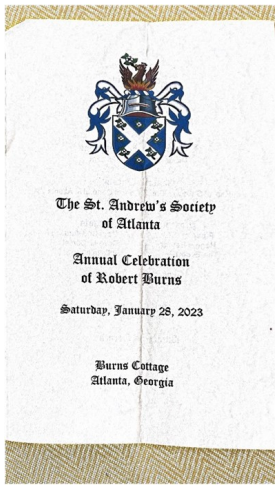 The St. Andrew's Society
of Atlanta
Annual Celebration
of Robert Burns
Saturday, January 28, 2023
Burns Cottage
Atlanta, Georgia